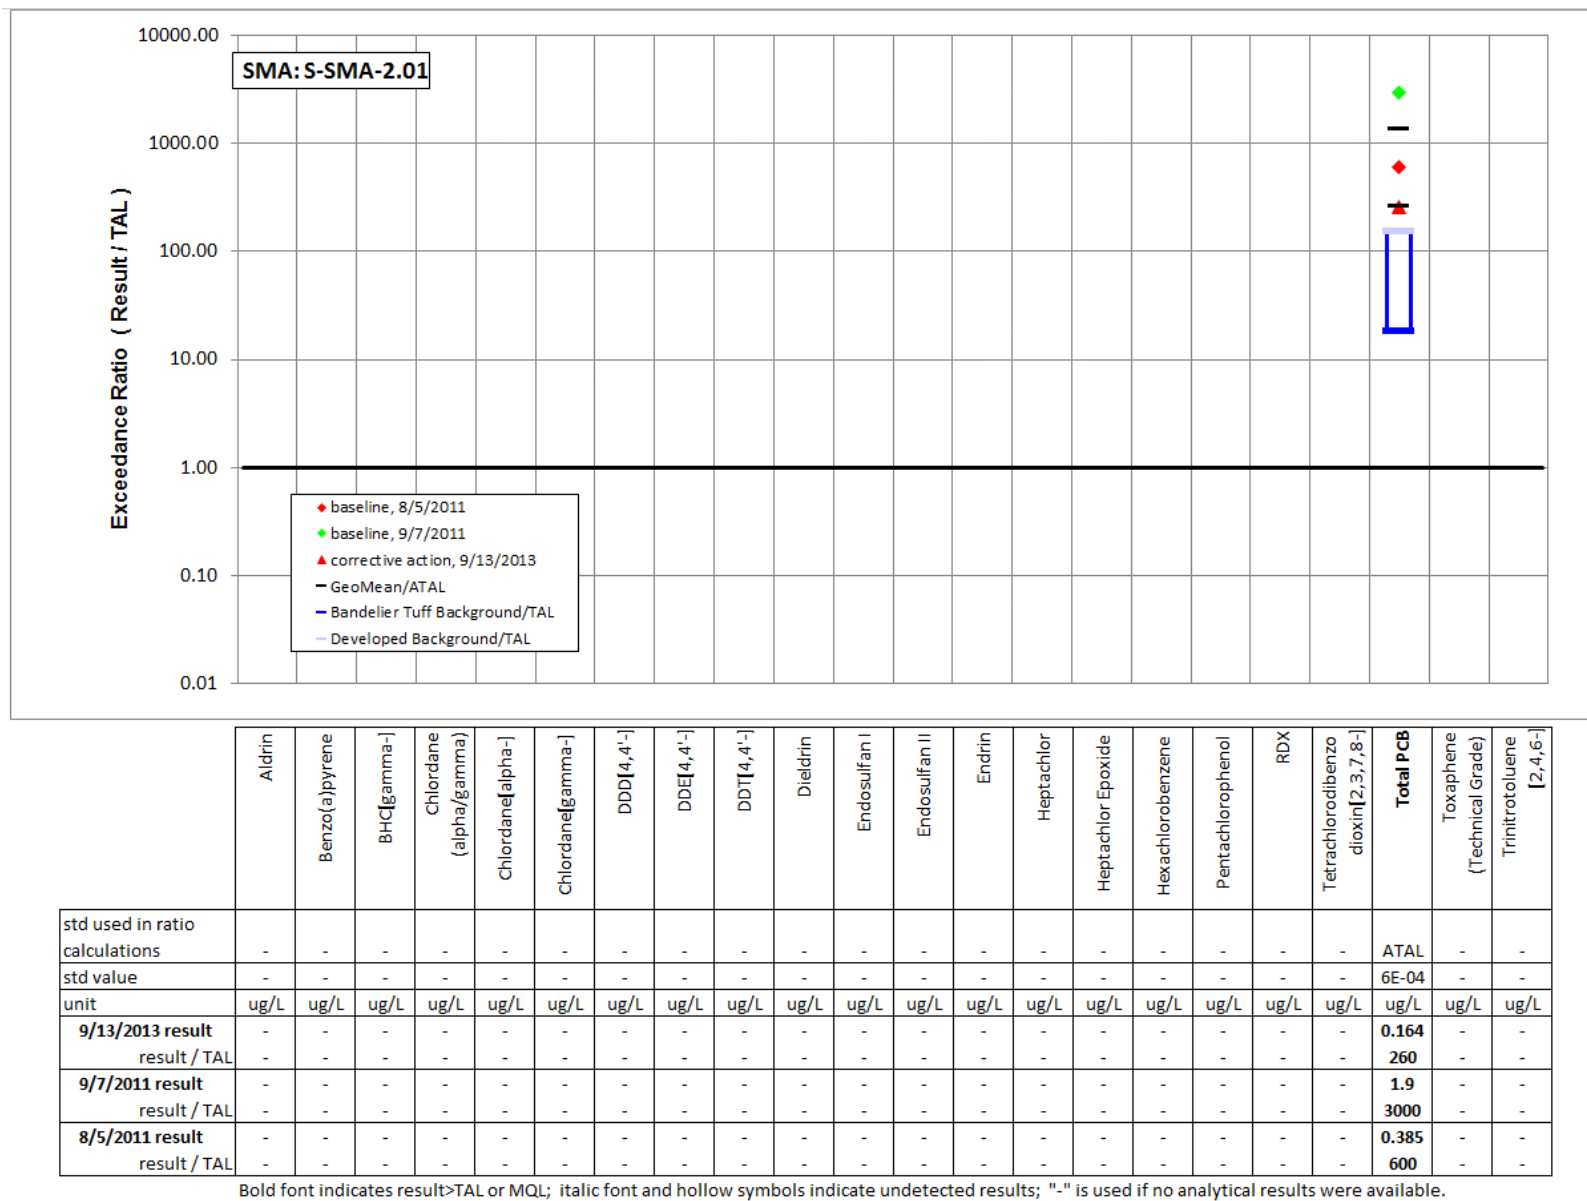 10000.00
SMA: S-SMA-2.01
1000.00
100.00
10.00
1.00
0.10
0.01
Exceedance Ratio ( Result / TAL )
baseline, 8/5/2011
baseline, 9/7/2011
corrective action, 9/13/2013
GeoMean/ATAL
Bandelier Tuff Background/TAL
Developed Background/TAL
Aldrin
Benzo(a)pyrene
BHC[gamma-]
Chlordane
(alpha/gamma)
Chlordane[alpha-]
Chlordane[gamma-]
DDD[4,4'-]
DDE[4,4'-]
DDT[4,4'-]
Dieldrin
Endosulfan I
Endosulfan II
Endrin
Heptachlor
Heptachlor Epoxide
Hexachlorobenzene
Pentachlorophenol
RDX
Tetrachlorodibenzo
dioxin[2,3,7,8-]
Total PCB
Toxaphene
(Technical Grade)
Trinitrotoluene
[2,4,6-]
std used in ratio
calculations - - - - - - - - - - - - - - - - - - - ATAL - -
std value - - - - - - - - - - - - - - - - - - - 6E-04 - -
unit ug/L ug/L ug/L ug/L ug/L ug/L ug/L ug/L ug/L ug/L ug/L ug/L ug/L ug/L ug/L ug/L ug/L ug/L ug/L ug/L ug/L ug/L
9/13/2013 result - - - - - - - - - - - - - - - - - - - 0.164 - -
result / TAL - - - - - - - - - - - - - - - - - - - 260 - -
9/7/2011 result - - - - - - - - - - - - - - - - - - - 1.9 - -
result / TAL - - - - - - - - - - - - - - - - - - - 3000 - -
8/5/2011 result - - - - - - - - - - - - - - - - - - - 0.385 - -
result / TAL - - - - - - - - - - - - - - - - - - - 600 - -
Bold font indicates result>TAL or MQL; italic font and hollow symbols indicate undetected results; "-" is used if no analytical results were available.